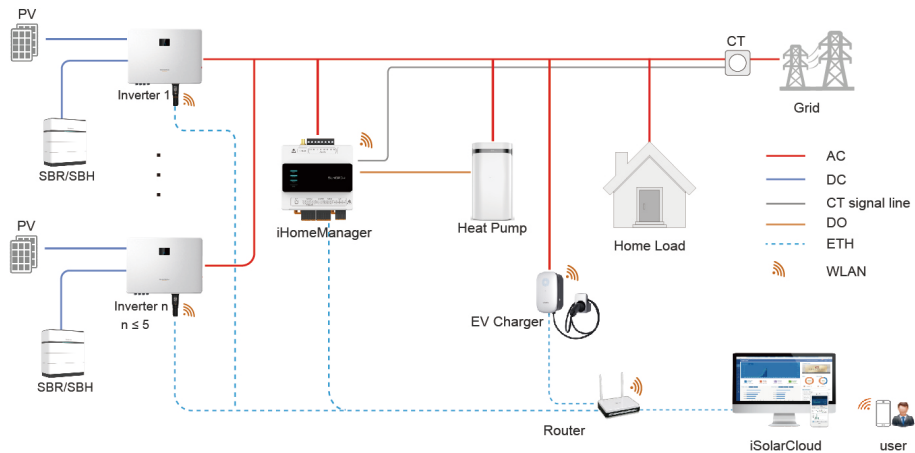 PV
CT
Inverter 1
Grid
SBR/SBH
AC
DC
CT signal line
DO
ETH
WLAN
iHomeManager
Heat Pump
Home Load
PV
Inverter n
n ≤ 5
SBR/SBH
EV Charger
Router
iSolarCloud
user